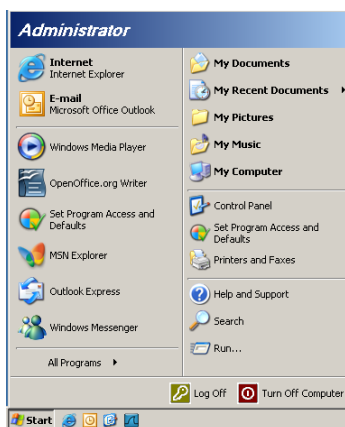 Administrator
Internet
Internet Explorer
E-mail
Microsoft Office Outlook
Windows Media Player
OpenOffice.org Writer
Set Program Access and
Defaults
MSN Explorer
Outlook Express
Windows Messenger
All Programs
My Documents
My Recent Documents
My Pictures
My Music
My Computer
Control Panel
Set Program Access and
Defaults
Printers and Faxes
Help and Support
Search
Run...
Log Off
Turn Off Computer
Start